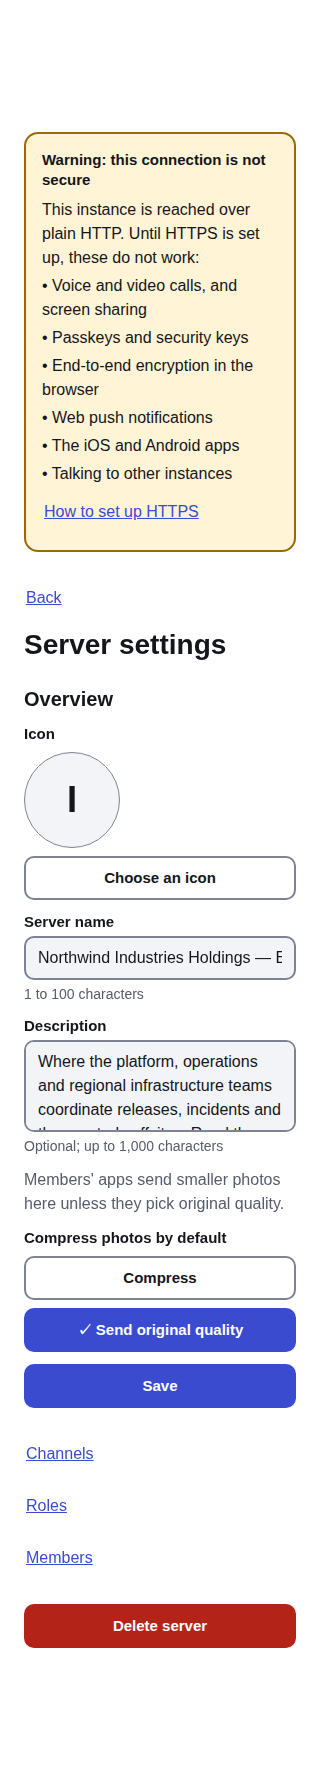 Warning: this connection is not
secure
This instance is reached over
plain HTTP. Until HTTPS is set
up, these do not work:
• Voice and video calls, and
screen sharing
• Passkeys and security keys
• End-to-end encryption in the
browser
• Web push notifications
• The iOS and Android apps
• Talking to other instances
How to set up HTTPS
Back
Server settings
Overview
Icon
I
Choose an icon
Server name
Northwind Industries Holdings —
1 to 100 characters
Description
Where the platform, operations
and regional infrastructure teams
coordinate releases, incidents and
Optional; up to 1,000 characters
Members' apps send smaller photos
here unless they pick original quality.
Compress photos by default
Compress
✓ Send original quality
Save
Channels
Roles
Members
Delete server